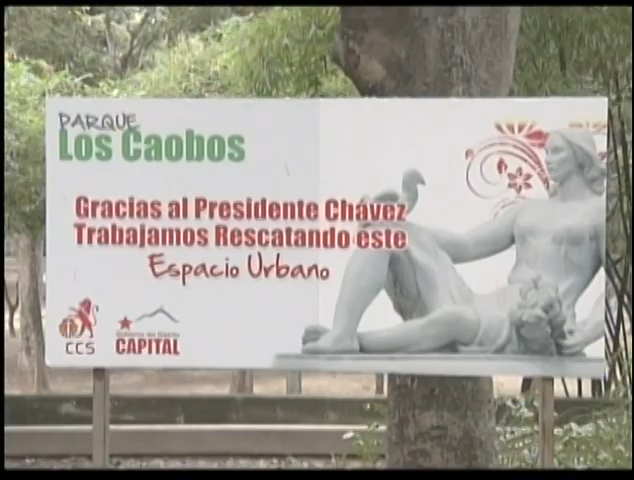 PARQUE
Los Caobos
Gracias al Presidente Chávez
Trabajamos Rescatando este
Espacio Urbano
CCS
CAPITAL